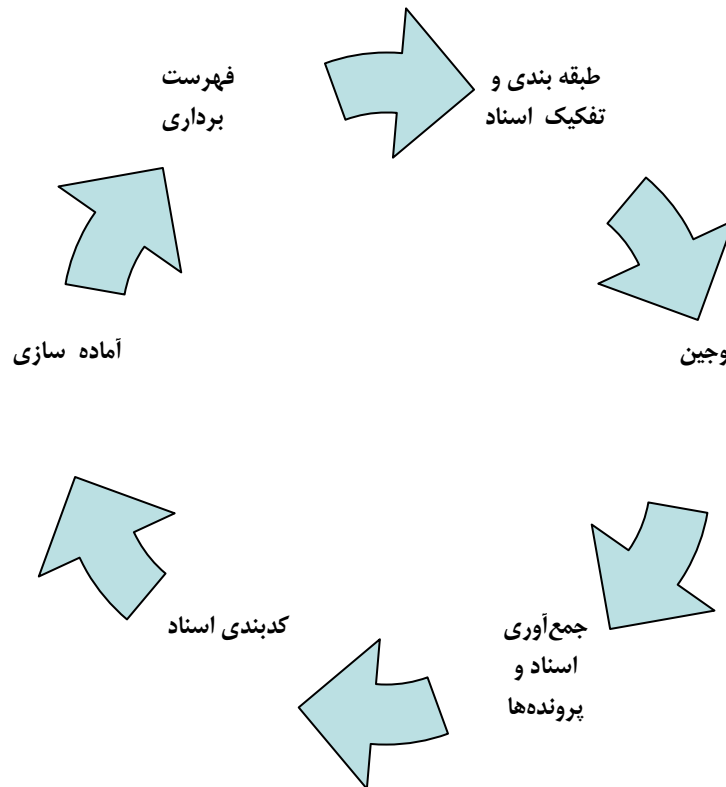 فهرست
برداری
طبقه بندی و
تفکیک اسناد
وجین
جمع‌آوری
اسناد و
پرونده‌ها
کدبندی اسناد
آماده سازی